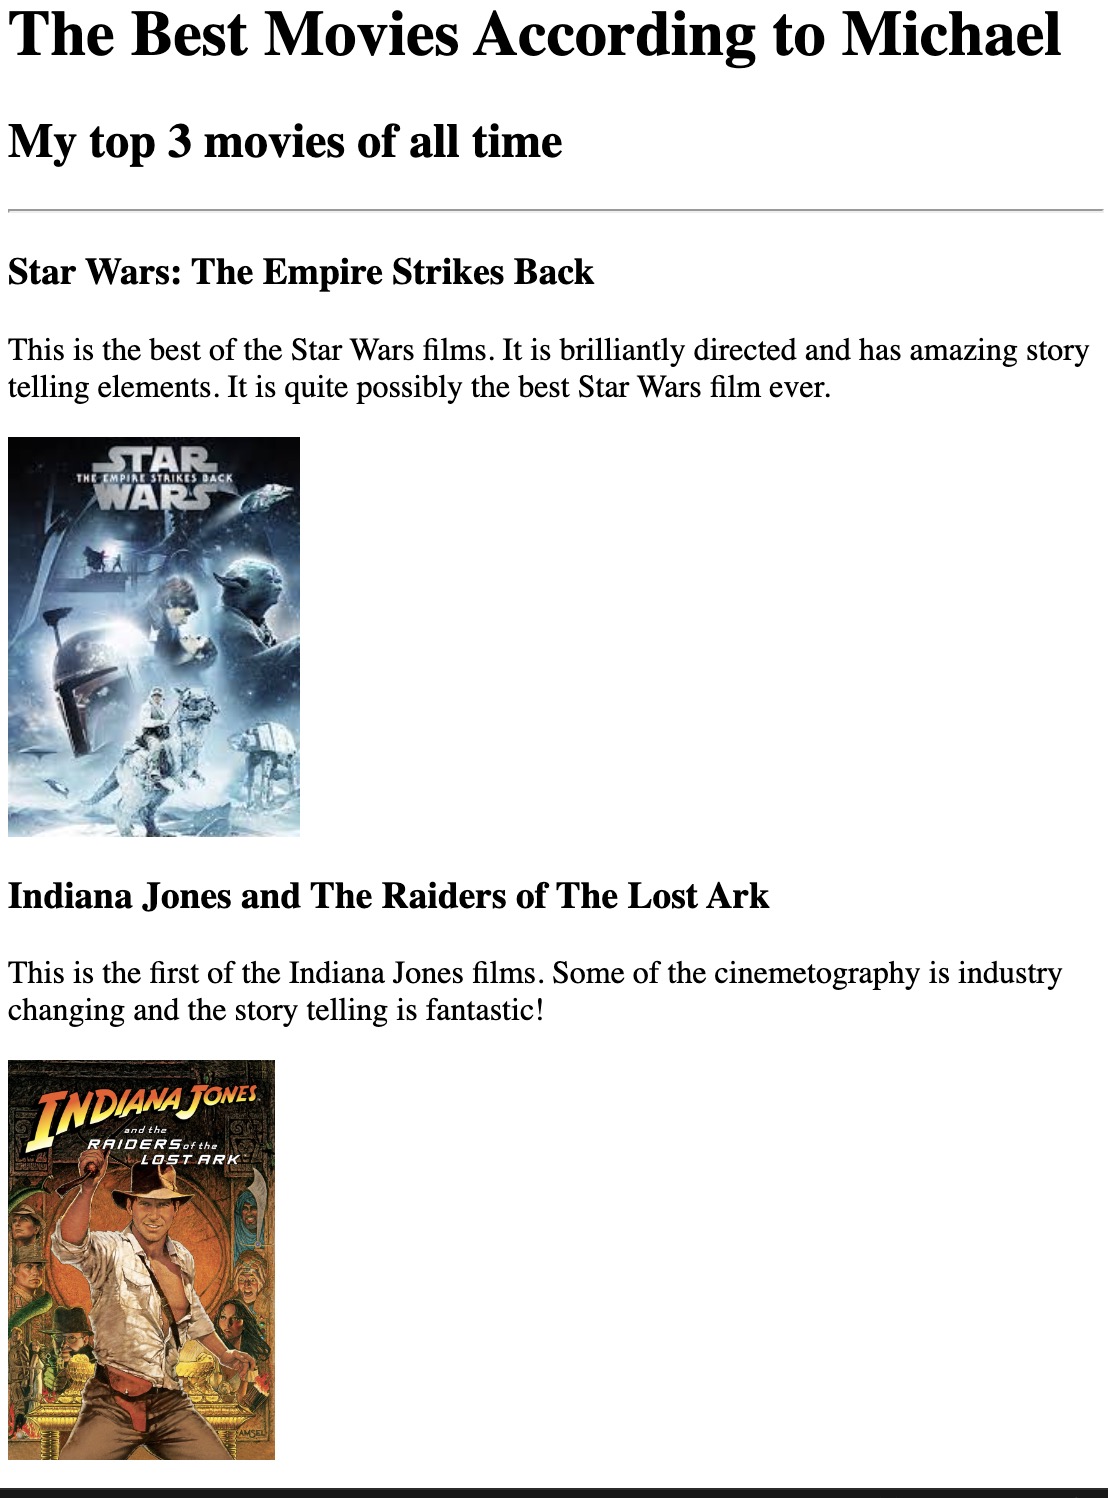 The Best Movies According to Michael
My top 3 movies of all time
Star Wars: The Empire Strikes Back
This is the best of the Star Wars films. It is brilliantly directed and has amazing story
telling elements. It is quite possibly the best Star Wars film ever.
STAR
THE EMPIRE STRIKES BACK
WARS
Indiana Jones and The Raiders of The Lost Ark
This is the first of the Indiana Jones films. Some of the cinemetography is industry
changing and the story telling is fantastic!
INDIANA JONES
and the
RAIDERS of the
LOST ARK
AMSEL